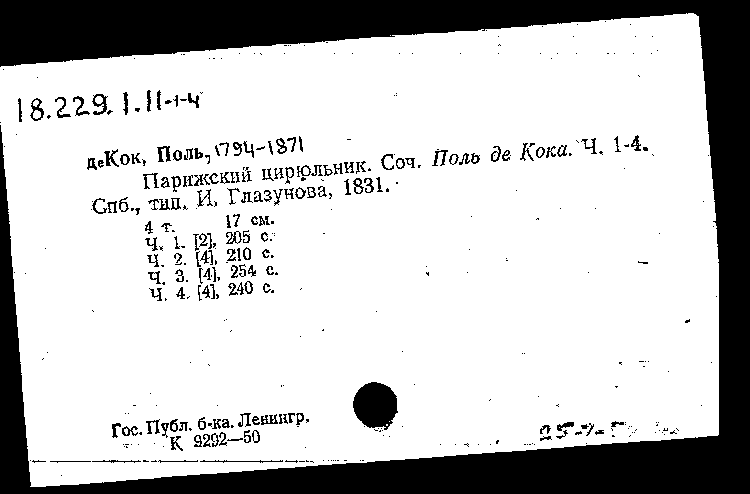 18.229.1.11-1-4
деКок, Поль, 1794-1871
Парижский цирюльник. Соч. Поль де Кока. Ч. 1-4.
Спб., тип. И. Глазунова, 1831.
4 т. 17 см.
Ч. 1. [2], 205 с.
Ч. 2. [4], 210 с.
Ч. 3. [4], 254 с.
Ч. 4. [4], 240 с.
Гос. Публ. б-ка. Ленингр.
К 9292—50